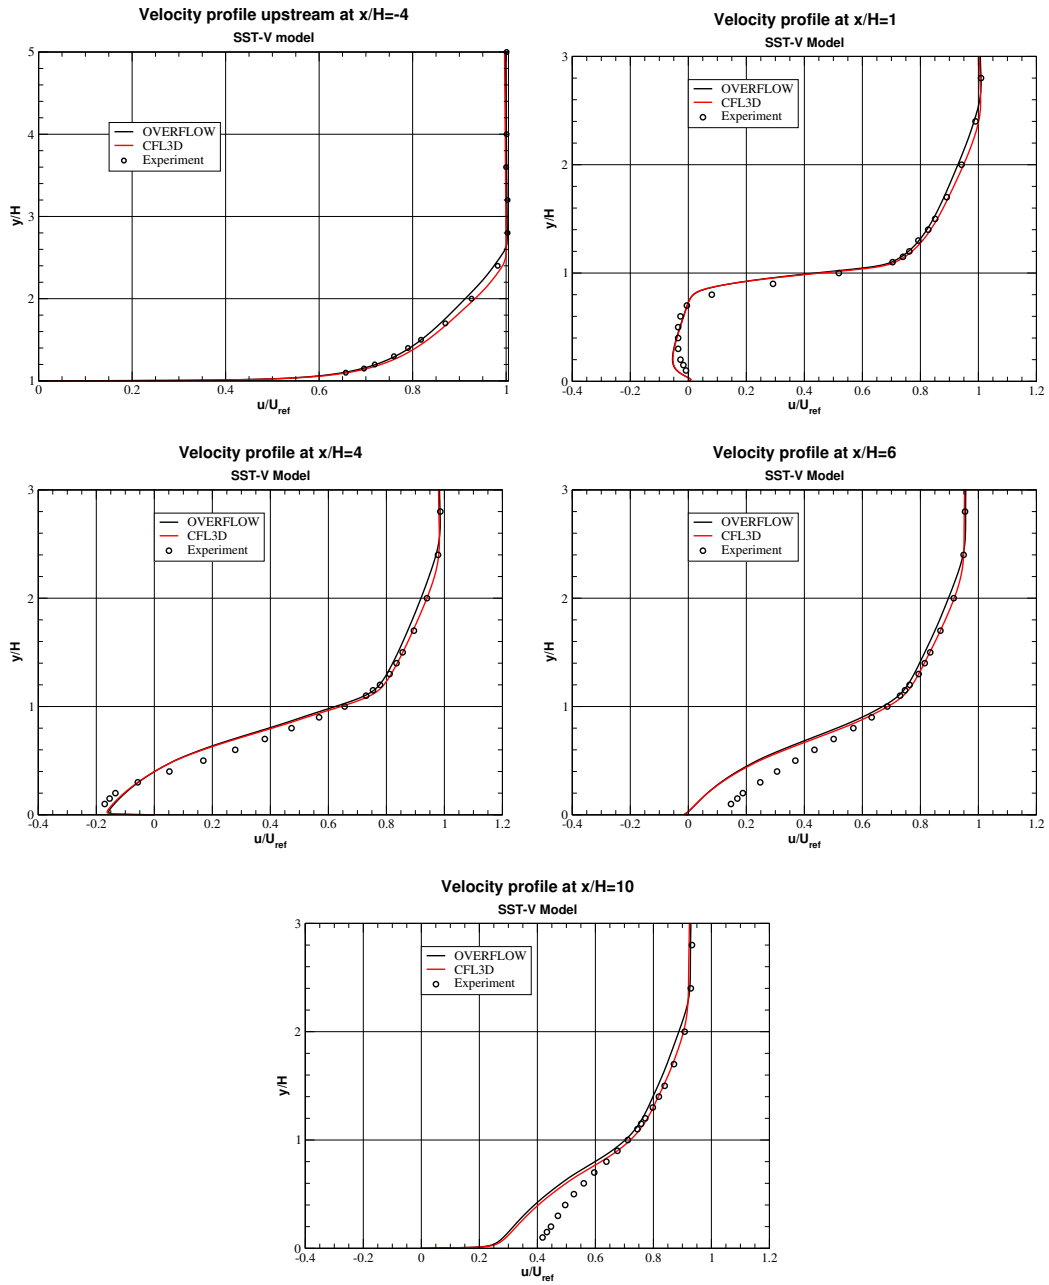 Velocity profile upstream at x/H=-4
SST-V model
5
4
3
2
1
y/H
OVERFLOW
CFL3D
Experiment
0 0.2 0.4 0.6 0.8 1
u/U_ref
Velocity profile at x/H=1
SST-V Model
3
2
1
0
y/H
OVERFLOW
CFL3D
Experiment
-0.4 -0.2 0 0.2 0.4 0.6 0.8 1 1.2
u/U_ref
Velocity profile at x/H=4
SST-V Model
3
2
1
0
y/H
OVERFLOW
CFL3D
Experiment
-0.4 -0.2 0 0.2 0.4 0.6 0.8 1 1.2
u/U_ref
Velocity profile at x/H=6
SST-V Model
3
2
1
0
y/H
OVERFLOW
CFL3D
Experiment
-0.4 -0.2 0 0.2 0.4 0.6 0.8 1 1.2
u/U_ref
Velocity profile at x/H=10
SST-V Model
3
2
1
0
y/H
OVERFLOW
CFL3D
Experiment
-0.4 -0.2 0 0.2 0.4 0.6 0.8 1 1.2
u/U_ref